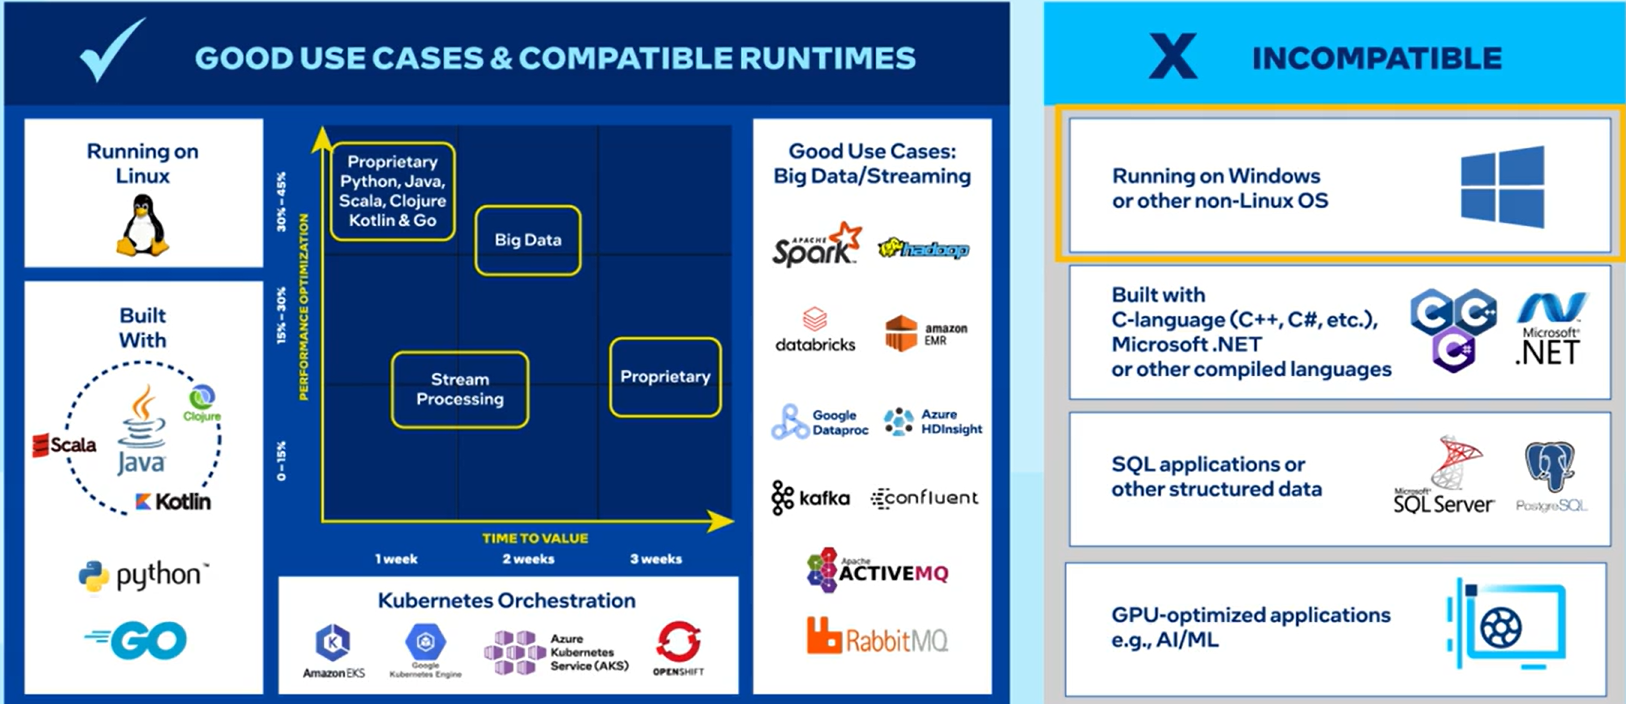 GOOD USE CASES & COMPATIBLE RUNTIMES
Running on
Linux
Built
With
Scala
Java
Clojure
Kotlin
python™
GO
PERFORMANCE OPTIMIZATION
30%–45%
15%–30%
0–15%
Proprietary
Python, Java,
Scala, Clojure
Kotlin & Go
Big Data
Stream
Processing
Proprietary
TIME TO VALUE
1 week
2 weeks
3 weeks
Kubernetes Orchestration
Amazon EKS
Google
Kubernetes Engine
Azure
Kubernetes
Service (AKS)
OPENSHIFT
Good Use Cases:
Big Data/Streaming
APACHE
Spark™
hadoop
databricks
amazon
EMR
Google
Dataproc
Azure
HDInsight
kafka
confluent
Apache
ACTIVEMQ
RabbitMQ
X INCOMPATIBLE
Running on Windows
or other non-Linux OS
Built with
C-language (C++, C#, etc.),
Microsoft .NET
or other compiled languages
C
C++
C#
Microsoft®
.NET
SQL applications or
other structured data
Microsoft®
SQL Server®
PostgreSQL
GPU-optimized applications
e.g., AI/ML